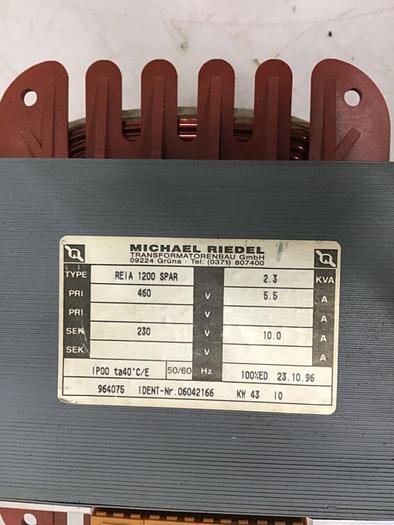 MICHAEL RIEDEL
TRANSFORMATORENBAU GmbH
09224 Grüna · Tel: (0371) 807400
TYPE REIA 1200 SPAR 2.3 KVA
PRI 460 V 5.5 A
PRI V A
SEK 230 V 10.0 A
SEK V A
IP00 ta40°C/E 50/60 Hz 100%ED 23.10.96
964075 IDENT-Nr.06042166 KW 43 IO